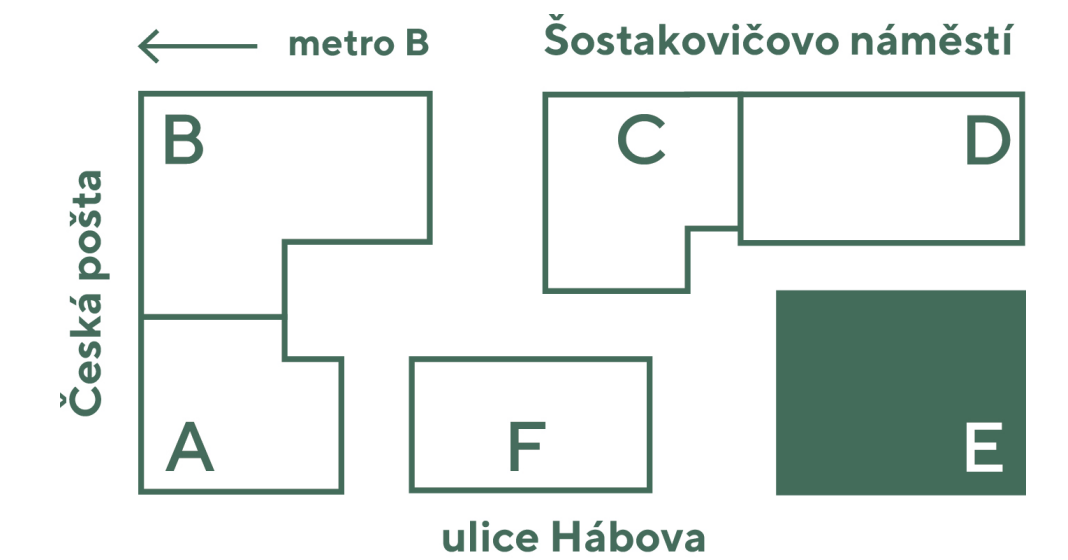 metro B
Šostakovičovo náměstí
B
C
D
Česká pošta
A
F
E
ulice Hábova